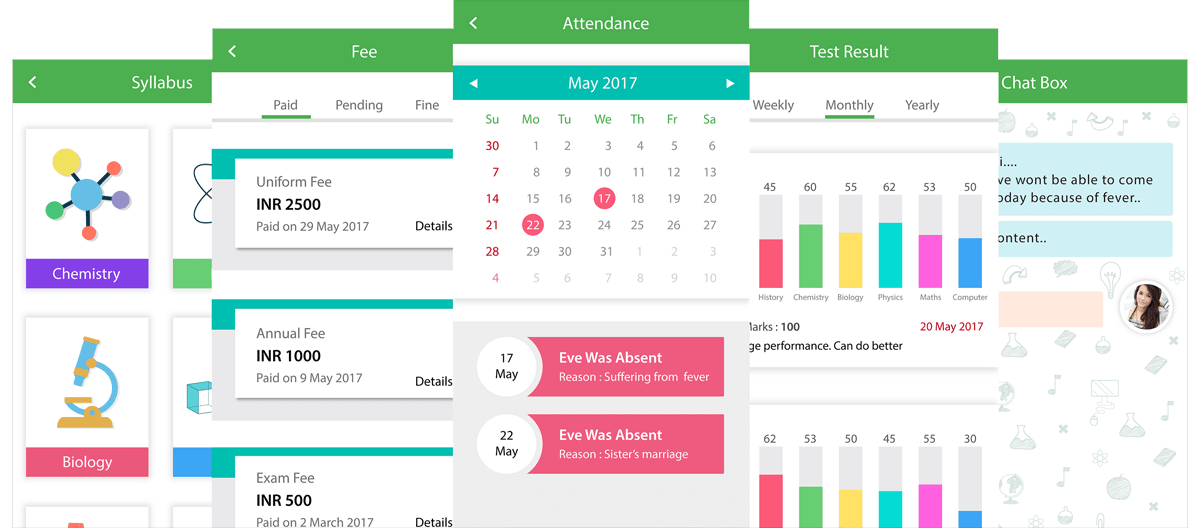 Syllabus
Chemistry
Biology
Fee
Paid Pending Fine
Uniform Fee
INR 2500
Paid on 29 May 2017 Details
Annual Fee
INR 1000
Paid on 9 May 2017 Details
Exam Fee
INR 500
Paid on 2 March 2017 Details
Attendance
May 2017
Su Mo Tu We Th Fr Sa
30 1 2 3 4 5 6
7 8 9 10 11 12 13
14 15 16 17 18 19 20
21 22 23 24 25 26 27
28 29 30 31 1 2 3
4 5 6 7 8 9 10
17 May
Eve Was Absent
Reason : Suffering from fever
22 May
Eve Was Absent
Reason : Sister's marriage
Test Result
Weekly Monthly Yearly
45 60 55 62 53 50
History Chemistry Biology Physics Maths Computer
Marks : 100 20 May 2017
ge performance. Can do better
62 53 50 45 55 30
Chat Box
i....
ve wont be able to come
oday because of fever..
ontent..